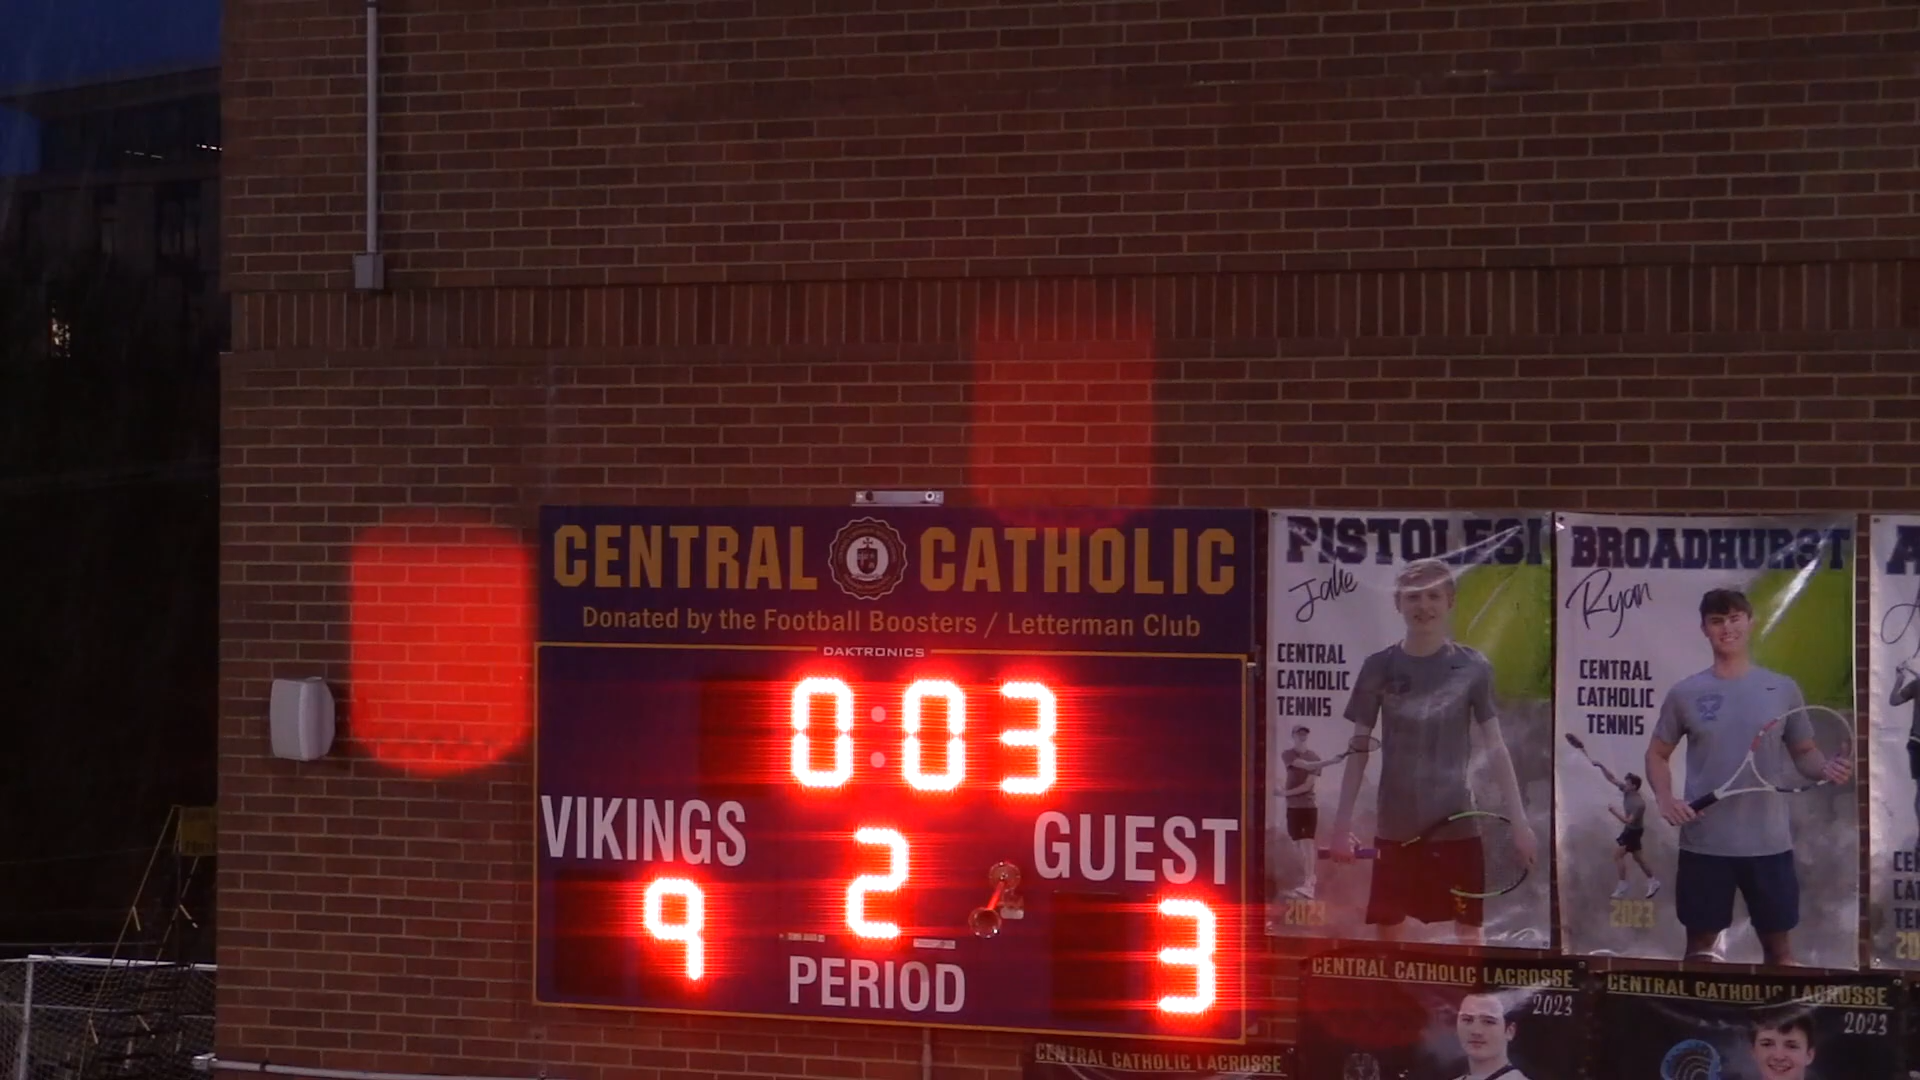 CENTRAL CATHOLIC
Donated by the Football Boosters / Letterman Club
DAKTRONICS
0:03
VIKINGS
GUEST
9
2
3
PERIOD
PISTOLESI
Jake
CENTRAL
CATHOLIC
TENNIS
2023
BROADHURST
Ryan
CENTRAL
CATHOLIC
TENNIS
2023
CENTRAL CATHOLIC LACROSSE
2023
CENTRAL CATHOLIC LACROSSE
2023
CENTRAL CATHOLIC LACROSSE